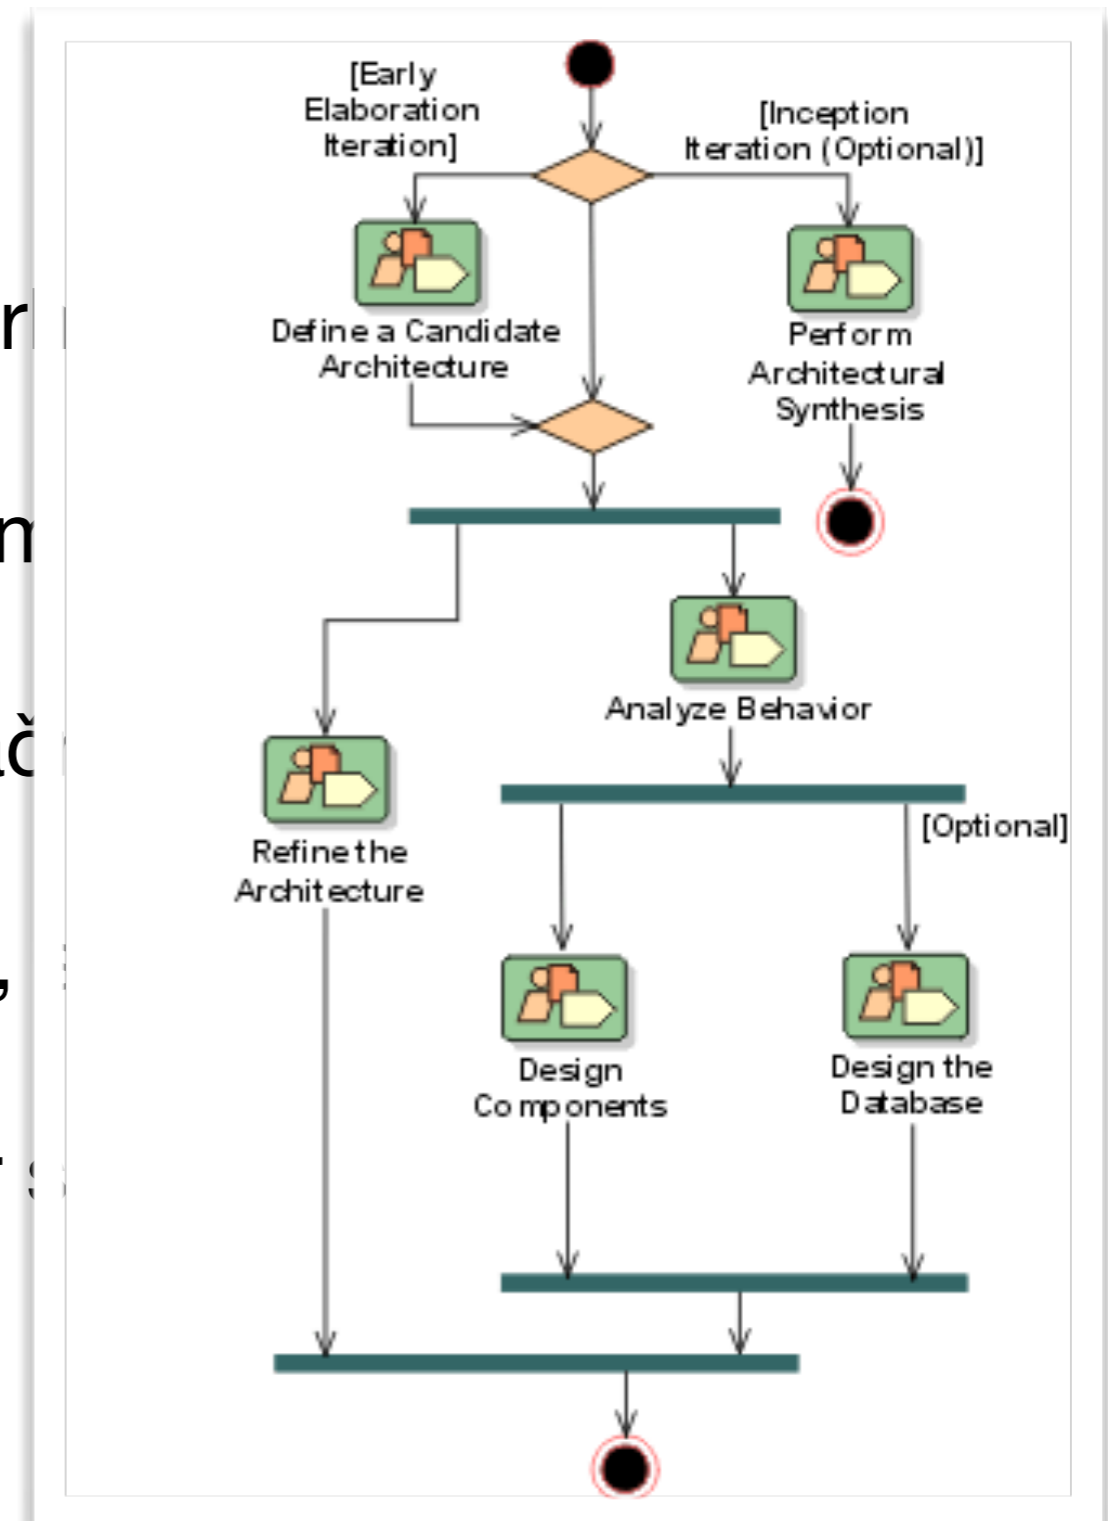 [Early
Elaboration
Iteration]
[Inception
Iteration (Optional)]
Define a Candidate
Architecture
Perform
Architectural
Synthesis
Analyze Behavior
[Optional]
Refine the
Architecture
Design
Components
Design the
Database